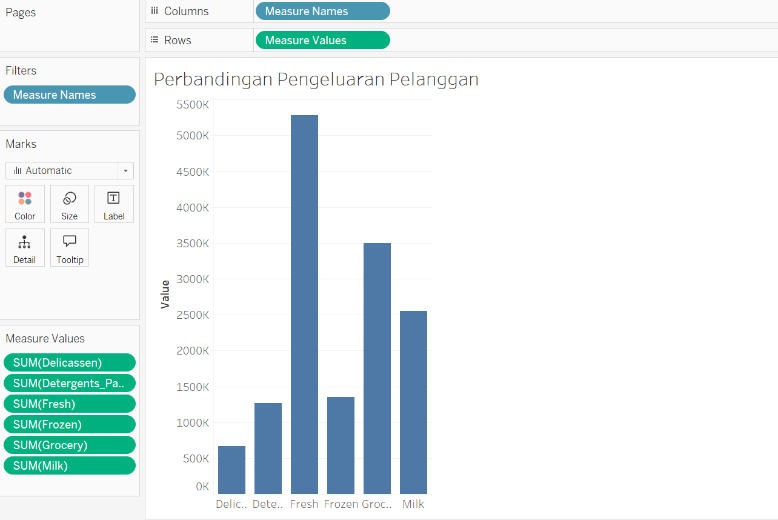 Pages
Columns
Measure Names
Rows
Measure Values
Filters
Measure Names
Marks
Automatic
Color
Size
Label
Detail
Tooltip
Measure Values
SUM(Delicassen)
SUM(Detergents_Pa..
SUM(Fresh)
SUM(Frozen)
SUM(Grocery)
SUM(Milk)
Perbandingan Pengeluaran Pelanggan
5500K
5000K
4500K
4000K
3500K
3000K
2500K
2000K
1500K
1000K
500K
0K
Value
Delic.. Dete.. Fresh Frozen Groc.. Milk